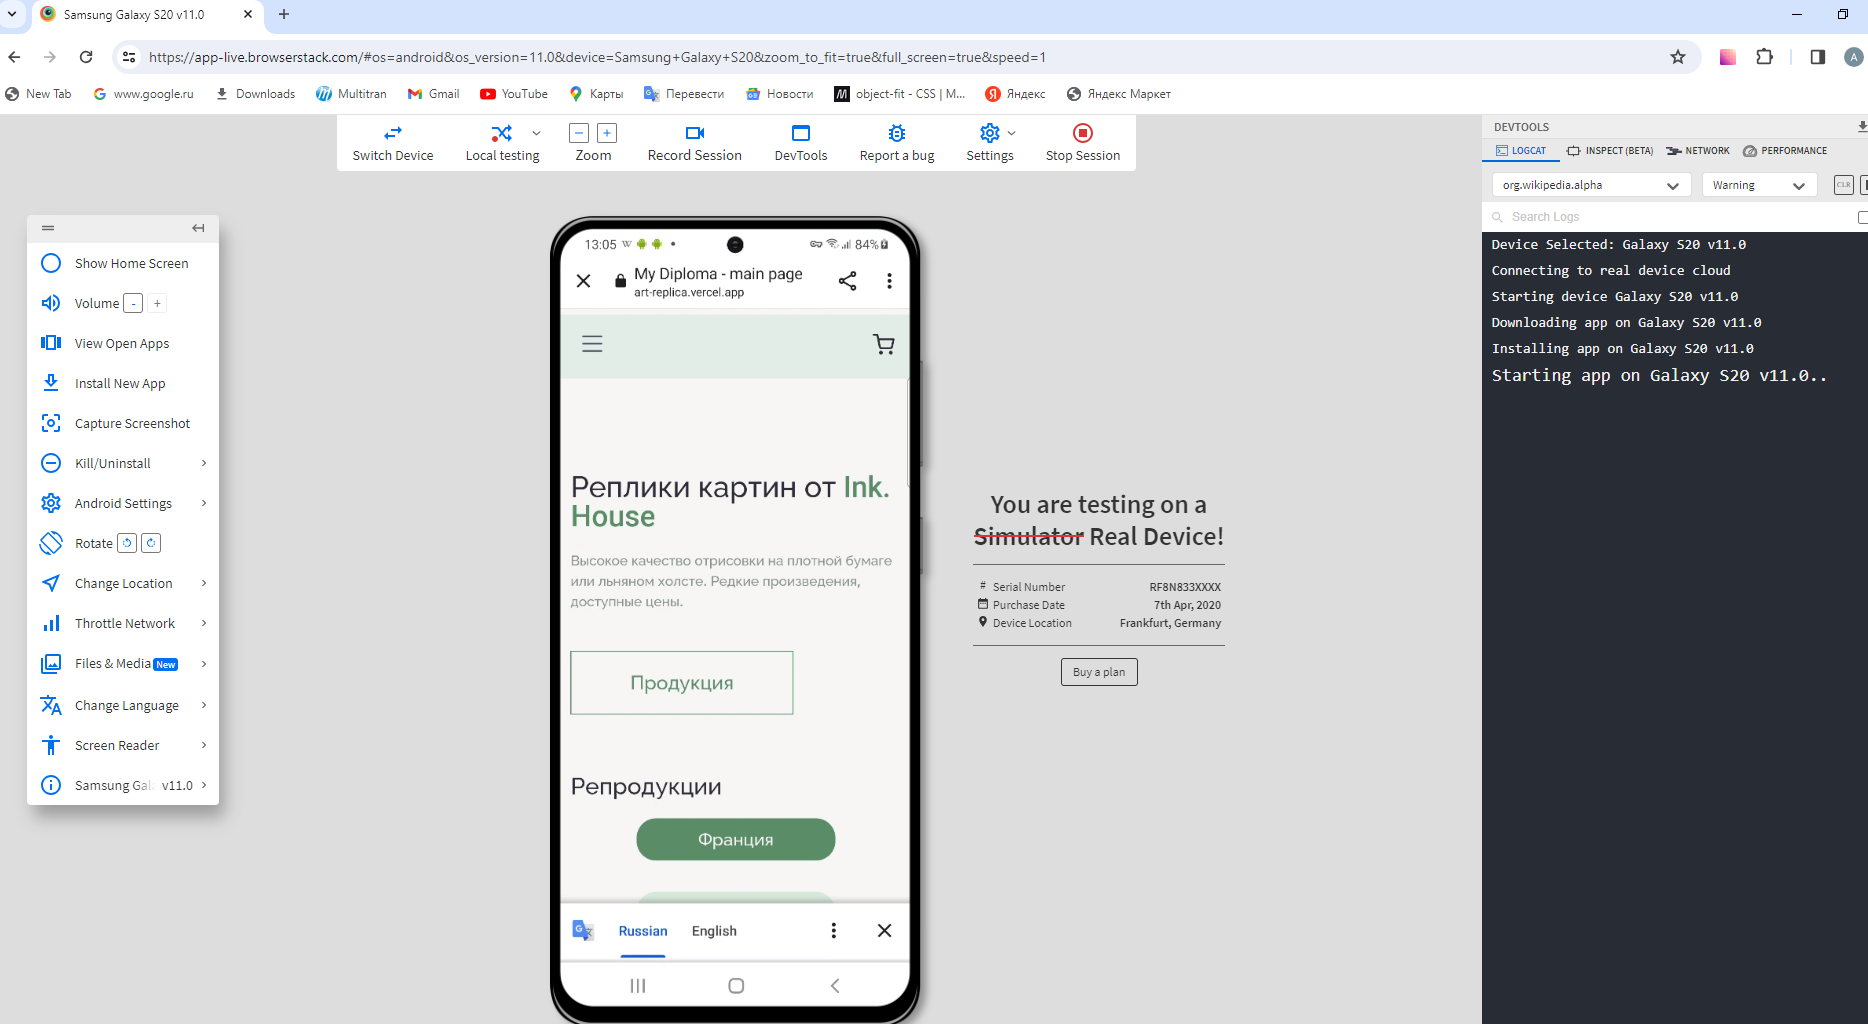 Samsung Galaxy S20 v11.0
https://app-live.browserstack.com/#os=android&os_version=11.0&device=Samsung+Galaxy+S20&zoom_to_fit=true&full_screen=true&speed=1
A
New Tab
www.google.ru
Downloads
Multitran
Gmail
YouTube
Карты
Перевести
Новости
object-fit - CSS | M...
Яндекс
Яндекс Маркет
Switch Device
Local testing
Zoom
Record Session
DevTools
Report a bug
Settings
Stop Session
Show Home Screen
Volume - +
View Open Apps
Install New App
Capture Screenshot
Kill/Uninstall
Android Settings
Rotate
Change Location
Throttle Network
Files & Media New
Change Language
Screen Reader
Samsung Gal v11.0
13:05 W 84%
My Diploma - main page
art-replica.vercel.app
Реплики картин от Ink.
House
Высокое качество отрисовки на плотной бумаге
или льняном холсте. Редкие произведения,
доступные цены.
Продукция
Репродукции
Франция
Russian English
You are testing on a
Simulator Real Device!
# Serial Number RF8N833XXXX
Purchase Date 7th Apr, 2020
Device Location Frankfurt, Germany
Buy a plan
DEVTOOLS
LOGCAT
INSPECT (BETA)
NETWORK
PERFORMANCE
org.wikipedia.alpha
Warning
CLR
Search Logs
Device Selected: Galaxy S20 v11.0
Connecting to real device cloud
Starting device Galaxy S20 v11.0
Downloading app on Galaxy S20 v11.0
Installing app on Galaxy S20 v11.0
Starting app on Galaxy S20 v11.0..